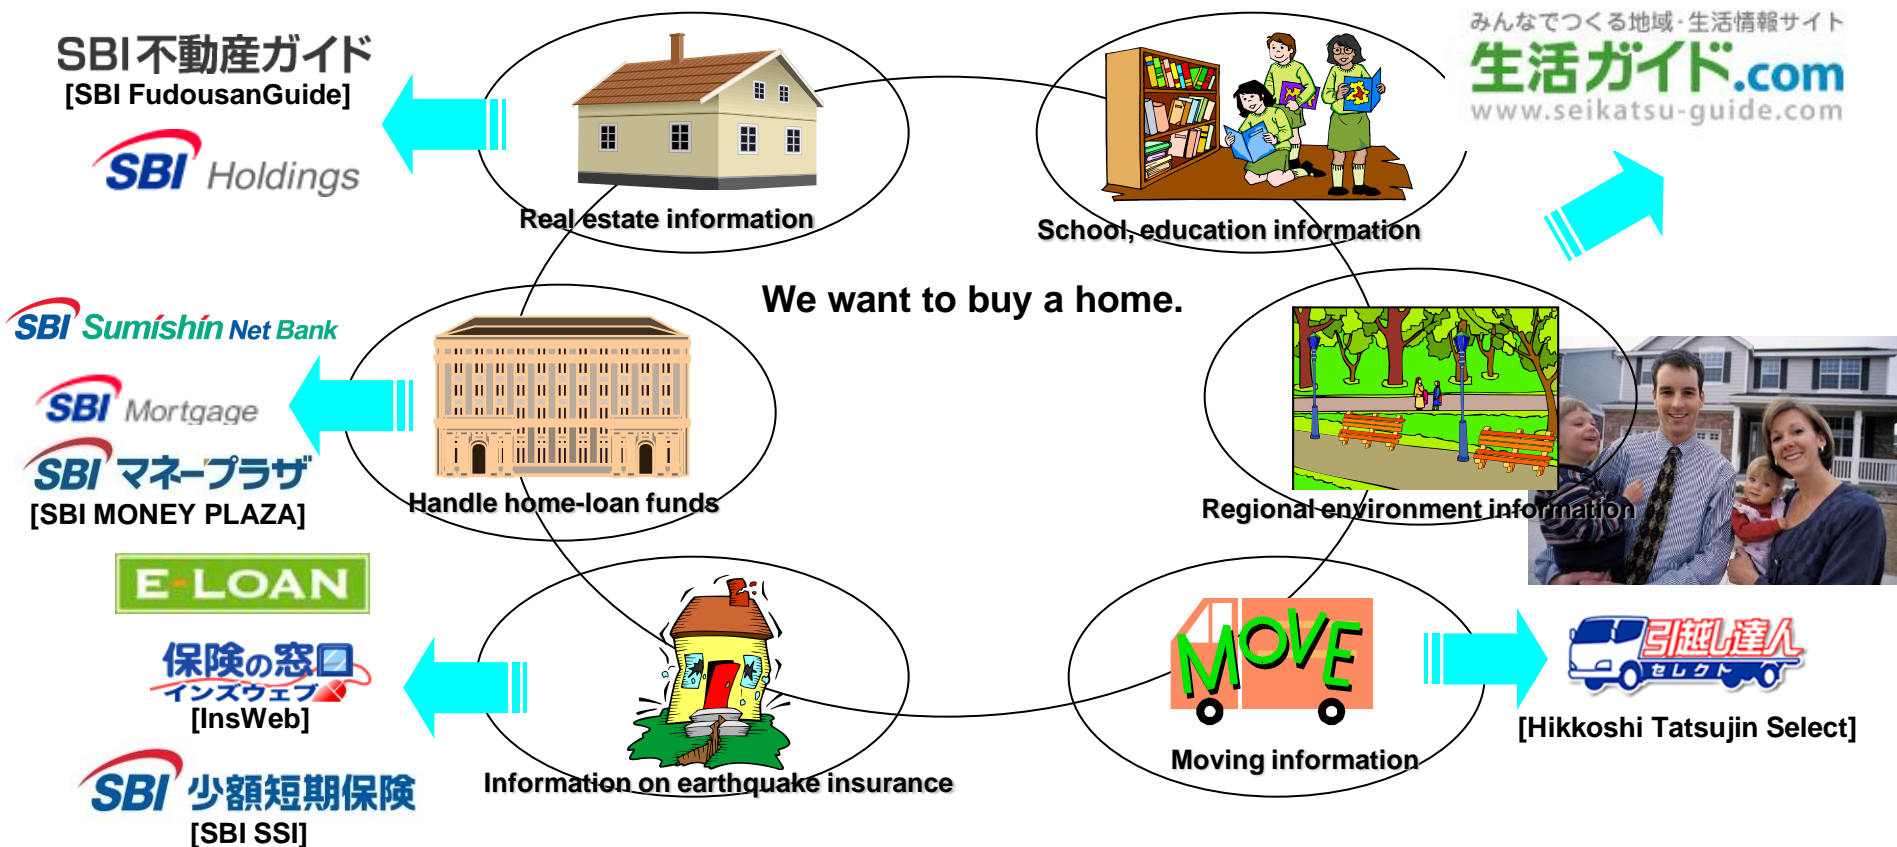 SBI不動産ガイド
[SBI FudousanGuide]
SBI Holdings
Real estate information
School, education information
みんなでつくる地域・生活情報サイト
生活ガイド.com
www.seikatsu-guide.com
We want to buy a home.
SBI Sumishin Net Bank
SBI Mortgage
SBI マネープラザ
[SBI MONEY PLAZA]
Handle home-loan funds
Regional environment information
E-LOAN
保険の窓口
インズウェブ
[InsWeb]
SBI 少額短期保険
[SBI SSI]
Information on earthquake insurance
MOVE
Moving information
引越し達人
セレクト
[Hikkoshi Tatsujin Select]